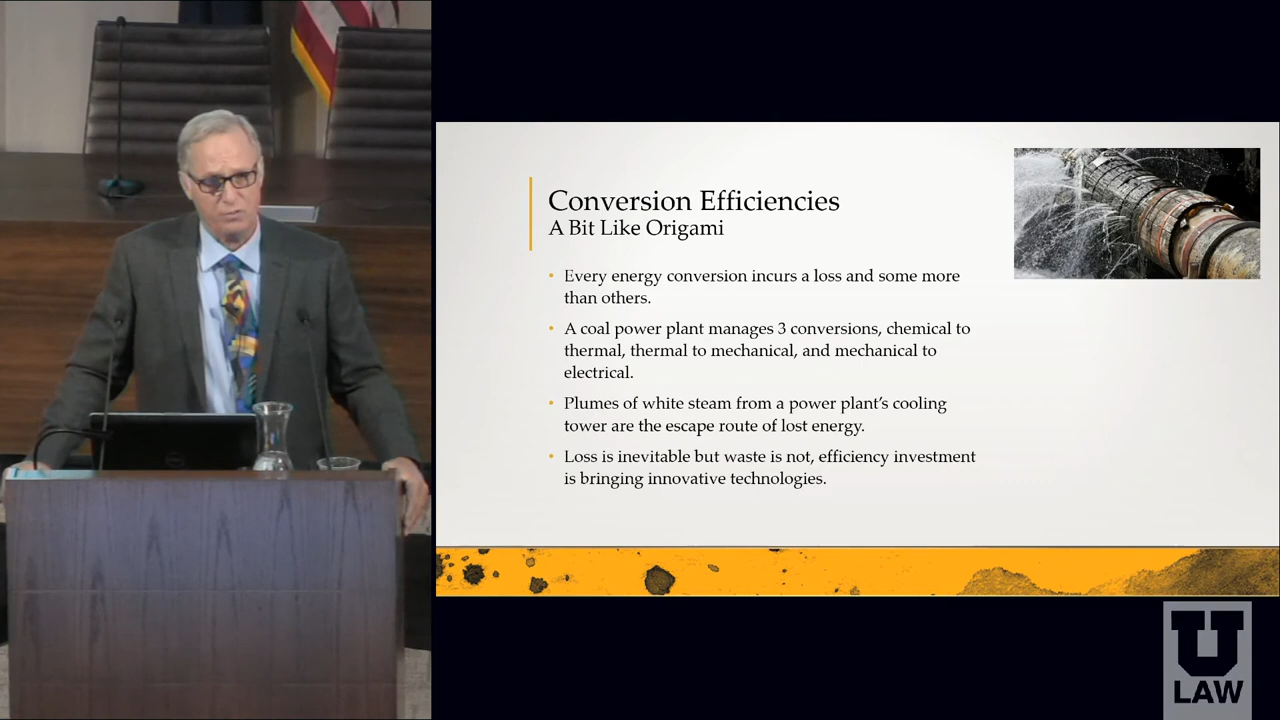 Conversion Efficiencies
A Bit Like Origami
• Every energy conversion incurs a loss and some more
than others.
• A coal power plant manages 3 conversions, chemical to
thermal, thermal to mechanical, and mechanical to
electrical.
• Plumes of white steam from a power plant’s cooling
tower are the escape route of lost energy.
• Loss is inevitable but waste is not, efficiency investment
is bringing innovative technologies.
U
LAW